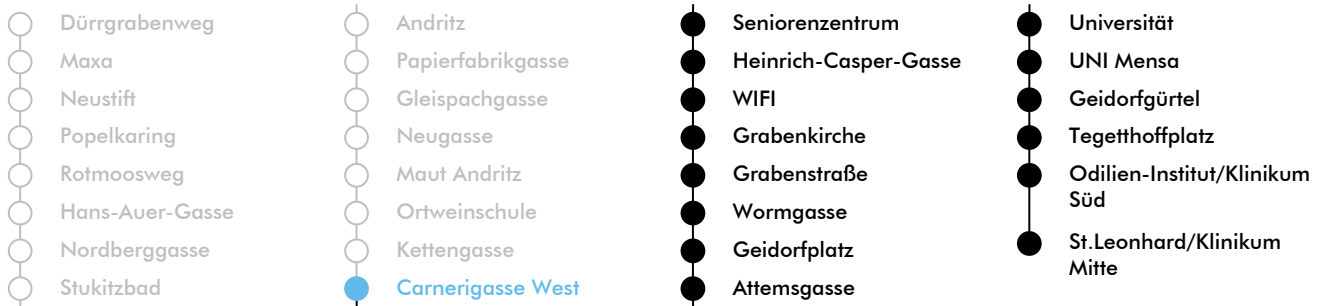 Dürrgrabenweg
Maxa
Neustift
Popelkaring
Rotmoosweg
Hans-Auer-Gasse
Nordberggasse
Stukitzbad
Andritz
Papierfabrikgasse
Gleispachgasse
Neugasse
Maut Andritz
Ortweinschule
Kettengasse
Carnerigasse West
Seniorenzentrum
Heinrich-Casper-Gasse
WIFI
Grabenkirche
Grabenstraße
Wormgasse
Geidorfplatz
Attemsgasse
Universität
UNI Mensa
Geidorfgürtel
Tegetthoffplatz
Odilien-Institut/Klinikum
Süd
St.Leonhard/Klinikum
Mitte